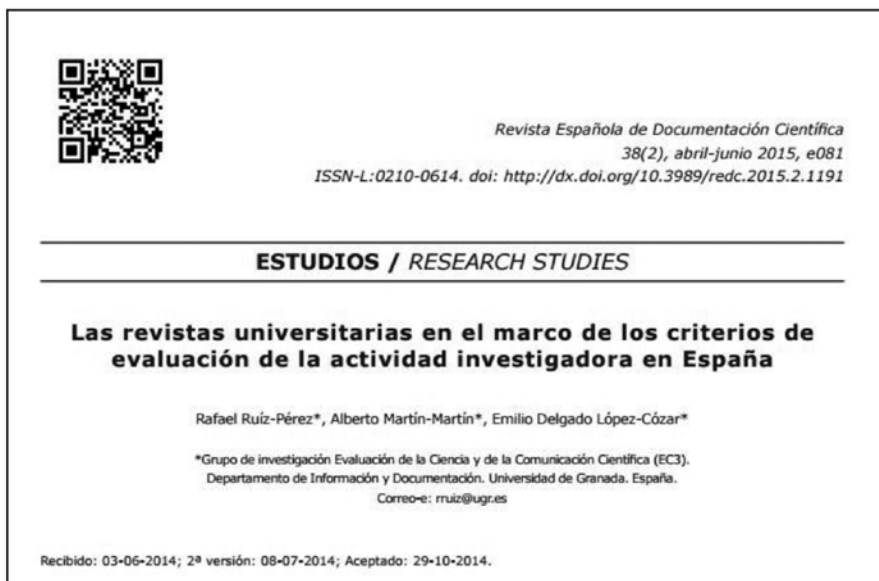 Revista Española de Documentación Científica
38(2), abril-junio 2015, e081
ISSN-L:0210-0614. doi: http://dx.doi.org/10.3989/redc.2015.2.1191
ESTUDIOS / RESEARCH STUDIES
Las revistas universitarias en el marco de los criterios de
evaluación de la actividad investigadora en España
Rafael Ruíz-Pérez*, Alberto Martín-Martín*, Emilio Delgado López-Cózar*
*Grupo de investigación Evaluación de la Ciencia y de la Comunicación Científica (EC3).
Departamento de Información y Documentación. Universidad de Granada. España.
Correo-e: rruiz@ugr.es
Recibido: 03-06-2014; 2ª versión: 08-07-2014; Aceptado: 29-10-2014.